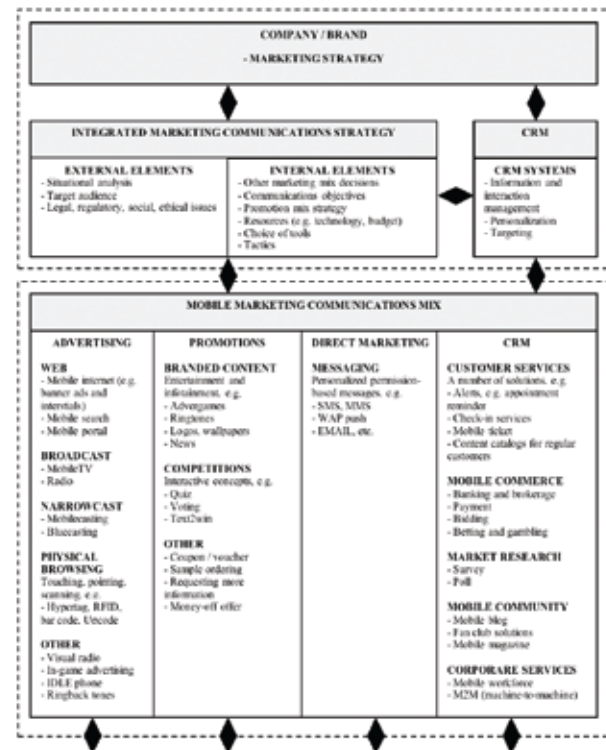 COMPANY / BRAND
- MARKETING STRATEGY
INTEGRATED MARKETING COMMUNICATIONS STRATEGY
EXTERNAL ELEMENTS
- Situational analysis
- Target audience
- Legal, regulatory, social, ethical issues
INTERNAL ELEMENTS
- Other marketing mix decisions
- Communications objectives
- Promotion mix strategy
- Resources (e.g. technology, budget)
- Choice of tools
- Tactics
CRM
CRM SYSTEMS
- Information and
interaction
management
- Personalization
- Targeting
MOBILE MARKETING COMMUNICATIONS MIX
ADVERTISING
WEB
- Mobile internet (e.g.
banner ads and
interstials)
- Mobile search
- Mobile portal
BROADCAST
- MobileTV
- Radio
NARROWCAST
- Mobilecasting
- Bluecasting
PHYSICAL
BROWSING
Touching, pointing,
scanning, e.g.
- Hypertag, RFID,
bar code, Upcode
OTHER
- Visual radio
- In-game advertising
- IDLE phone
- Ringback tones
PROMOTIONS
BRANDED CONTENT
Entertainment and
infotainment, e.g.
- Advergames
- Ringtones
- Logos, wallpapers
- News
COMPETITIONS
Interactive concepts, e.g.
- Quiz
- Voting
- Text2win
OTHER
- Coupon / voucher
- Sample ordering
- Requesting more
information
- Money-off offer
DIRECT MARKETING
MESSAGING
Personalized permission-
based messages, e.g.
- SMS, MMS
- WAP push
- EMAIL, etc.
CRM
CUSTOMER SERVICES
A number of solutions, e.g.
- Alerts, e.g. appointment
reminder
- Check-in services
- Mobile ticket
- Content catalogs for regular
customers
MOBILE COMMERCE
- Banking and brokerage
- Payment
- Bidding
- Betting and gambling
MARKET RESEARCH
- Survey
- Poll
MOBILE COMMUNITY
- Mobile blog
- Fan club solutions
- Mobile magazine
CORPORARE SERVICES
- Mobile workforce
- M2M (machine-to-machine)